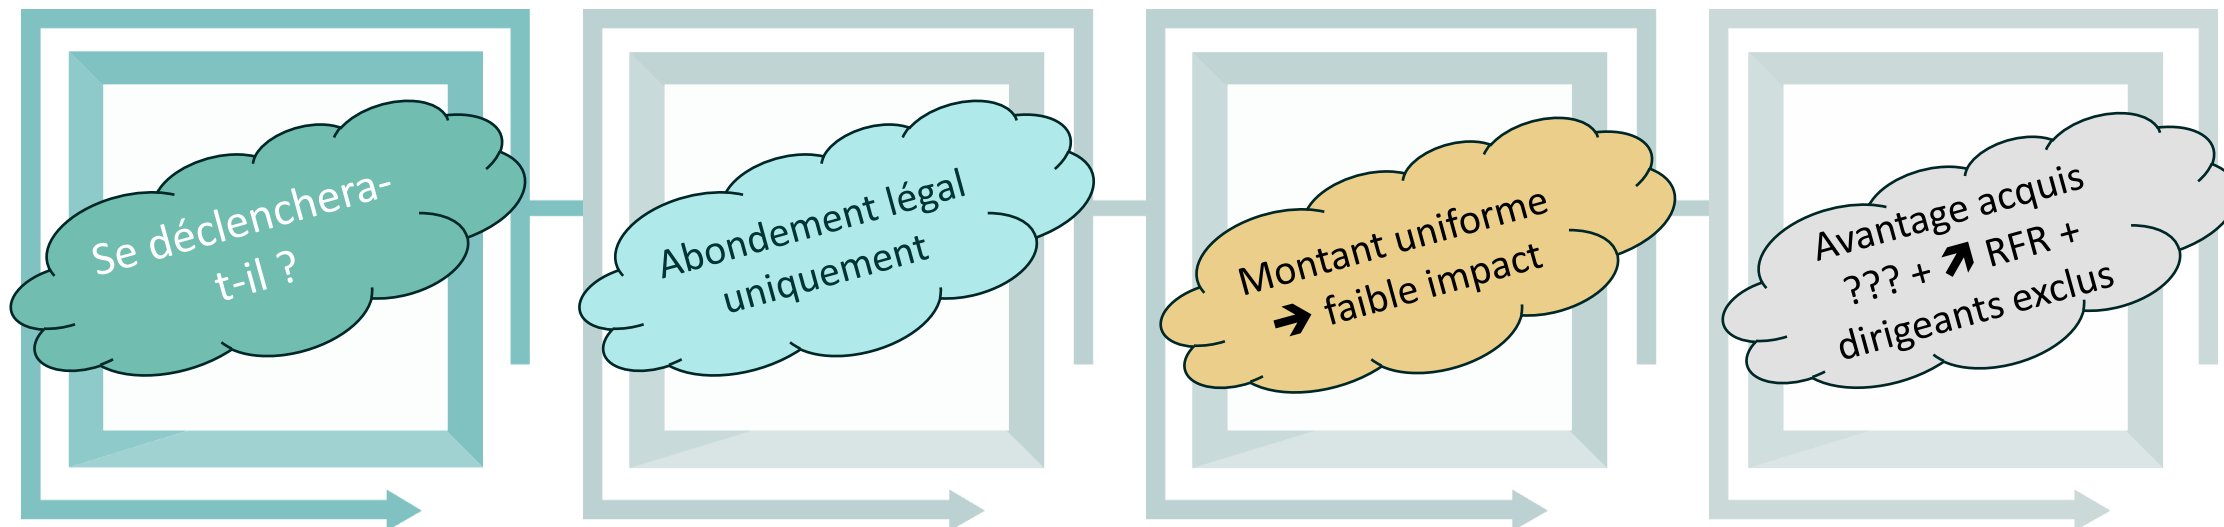 Se déclenchera-
t-il ?
Abondement légal
uniquement
Montant uniforme
➔ faible impact
Avantage acquis
??? + ➚ RFR +
dirigeants exclus